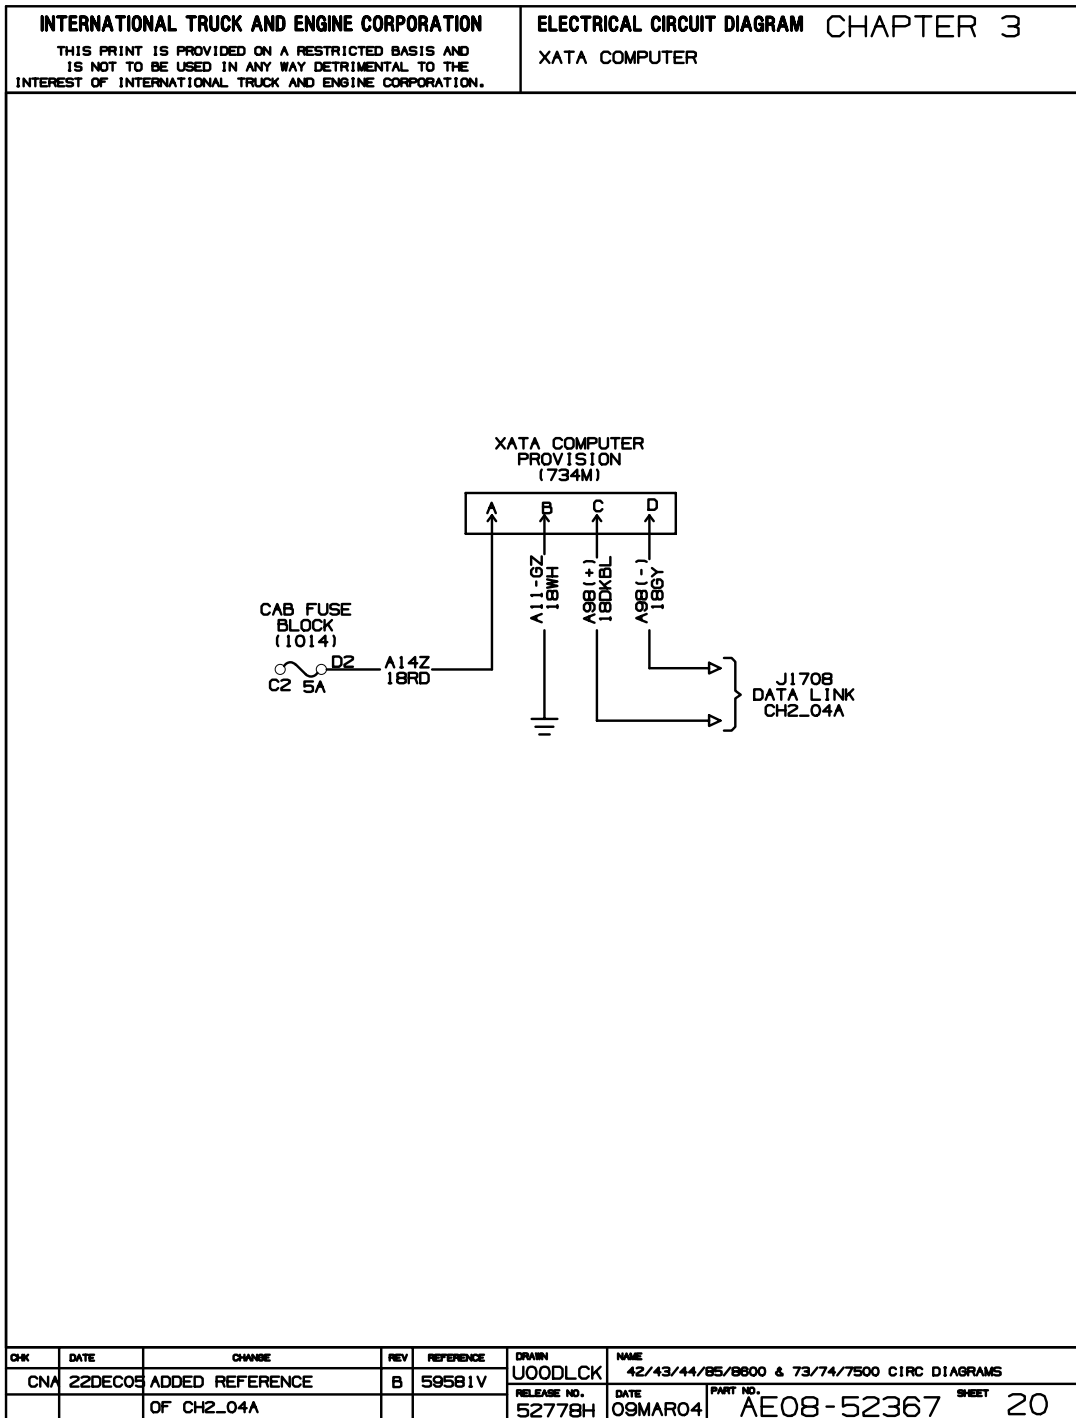 INTERNATIONAL TRUCK AND ENGINE CORPORATION
THIS PRINT IS PROVIDED ON A RESTRICTED BASIS AND
IS NOT TO BE USED IN ANY WAY DETRIMENTAL TO THE
INTEREST OF INTERNATIONAL TRUCK AND ENGINE CORPORATION.
ELECTRICAL CIRCUIT DIAGRAM CHAPTER 3
XATA COMPUTER
XATA COMPUTER
PROVISION
(734M)
A B C D
A11-GZ
18WH
A98(+)
18DKBL
A98(-)
18GY
CAB FUSE
BLOCK
(1014)
D2
C2 5A
A14Z
18RD
J1708
DATA LINK
CH2_04A
CHK DATE CHANGE REV REFERENCE
CNA 22DEC05 ADDED REFERENCE B 59581V
OF CH2_04A
DRAWN
U00DLCK
NAME
42/43/44/85/8600 & 73/74/7500 CIRC DIAGRAMS
RELEASE NO.
52778H
DATE
09MAR04
PART NO.
AE08-52367
SHEET 20